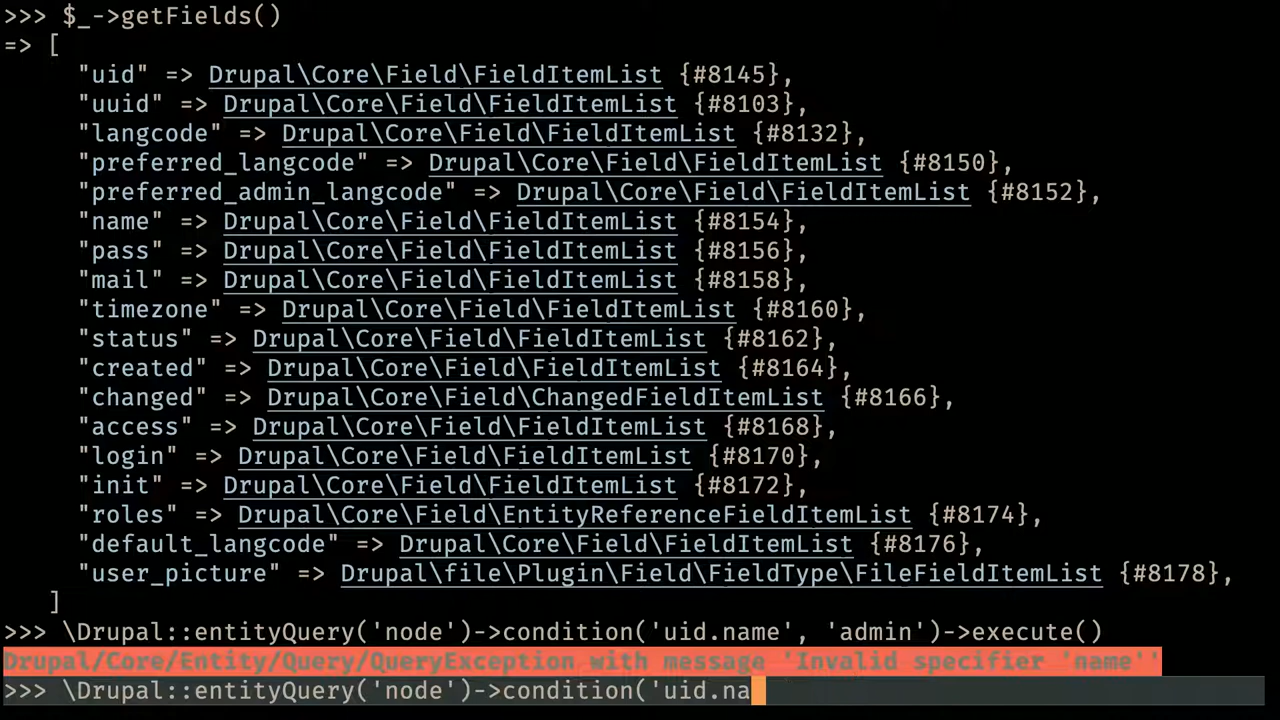 >>> $_->getFields()
=> [
"uid" => Drupal\Core\Field\FieldItemList {#8145},
"uuid" => Drupal\Core\Field\FieldItemList {#8103},
"langcode" => Drupal\Core\Field\FieldItemList {#8132},
"preferred_langcode" => Drupal\Core\Field\FieldItemList {#8150},
"preferred_admin_langcode" => Drupal\Core\Field\FieldItemList {#8152},
"name" => Drupal\Core\Field\FieldItemList {#8154},
"pass" => Drupal\Core\Field\FieldItemList {#8156},
"mail" => Drupal\Core\Field\FieldItemList {#8158},
"timezone" => Drupal\Core\Field\FieldItemList {#8160},
"status" => Drupal\Core\Field\FieldItemList {#8162},
"created" => Drupal\Core\Field\FieldItemList {#8164},
"changed" => Drupal\Core\Field\ChangedFieldItemList {#8166},
"access" => Drupal\Core\Field\FieldItemList {#8168},
"login" => Drupal\Core\Field\FieldItemList {#8170},
"init" => Drupal\Core\Field\FieldItemList {#8172},
"roles" => Drupal\Core\Field\EntityReferenceFieldItemList {#8174},
"default_langcode" => Drupal\Core\Field\FieldItemList {#8176},
"user_picture" => Drupal\file\Plugin\Field\FieldType\FileFieldItemList {#8178},
]
>>> \Drupal::entityQuery('node')->condition('uid.name', 'admin')->execute()
Drupal/Core/Entity/Query/QueryException with message 'Invalid specifier 'name''
>>> \Drupal::entityQuery('node')->condition('uid.na